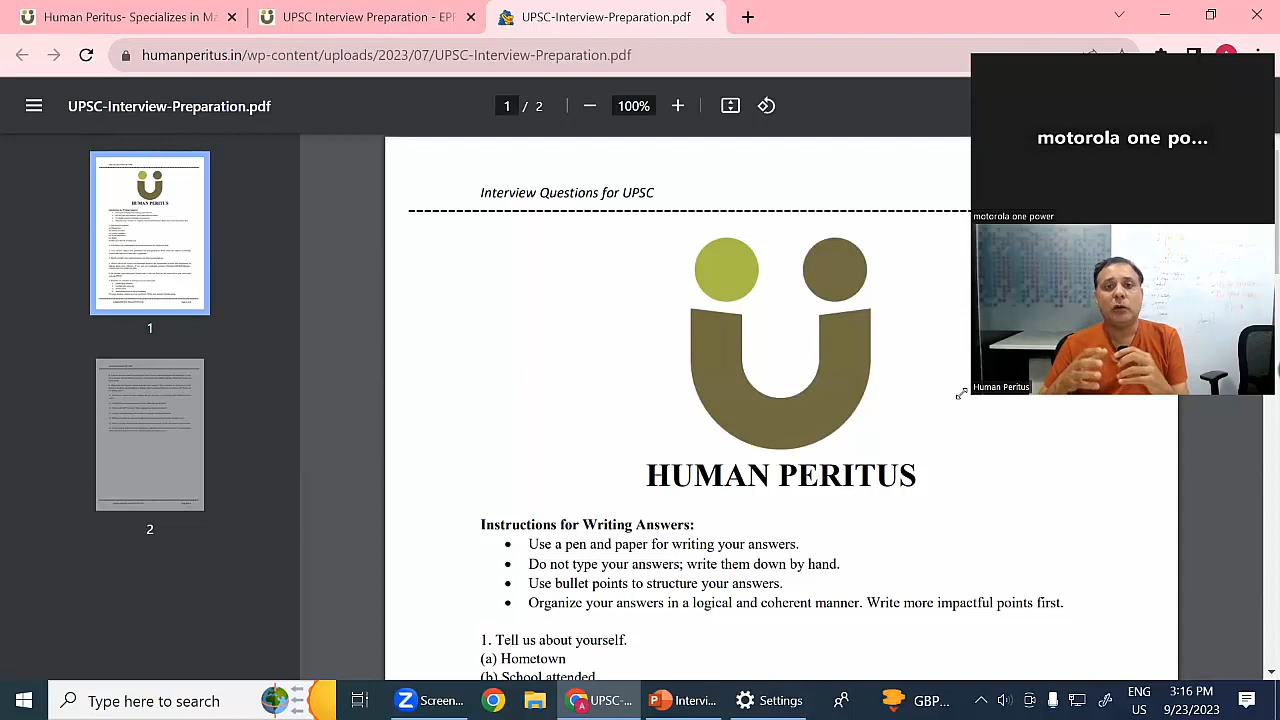 Human Peritus- Specializes in Ma
UPSC Interview Preparation - EPF
UPSC-Interview-Preparation.pdf
humanperitus.in/wp-content/uploads/2023/07/UPSC-Interview-Preparation.pdf
UPSC-Interview-Preparation.pdf
1 / 2
100%
motorola one po...
motorola one power
Human Peritus
1
2
Interview Questions for UPSC
HUMAN PERITUS
Instructions for Writing Answers:
• Use a pen and paper for writing your answers.
• Do not type your answers; write them down by hand.
• Use bullet points to structure your answers.
• Organize your answers in a logical and coherent manner. Write more impactful points first.
1. Tell us about yourself.
(a) Hometown
(b) School attended
Type here to search
Screen...
UPSC-...
Intervi...
Settings
GBP...
ENG
US
3:16 PM
9/23/2023